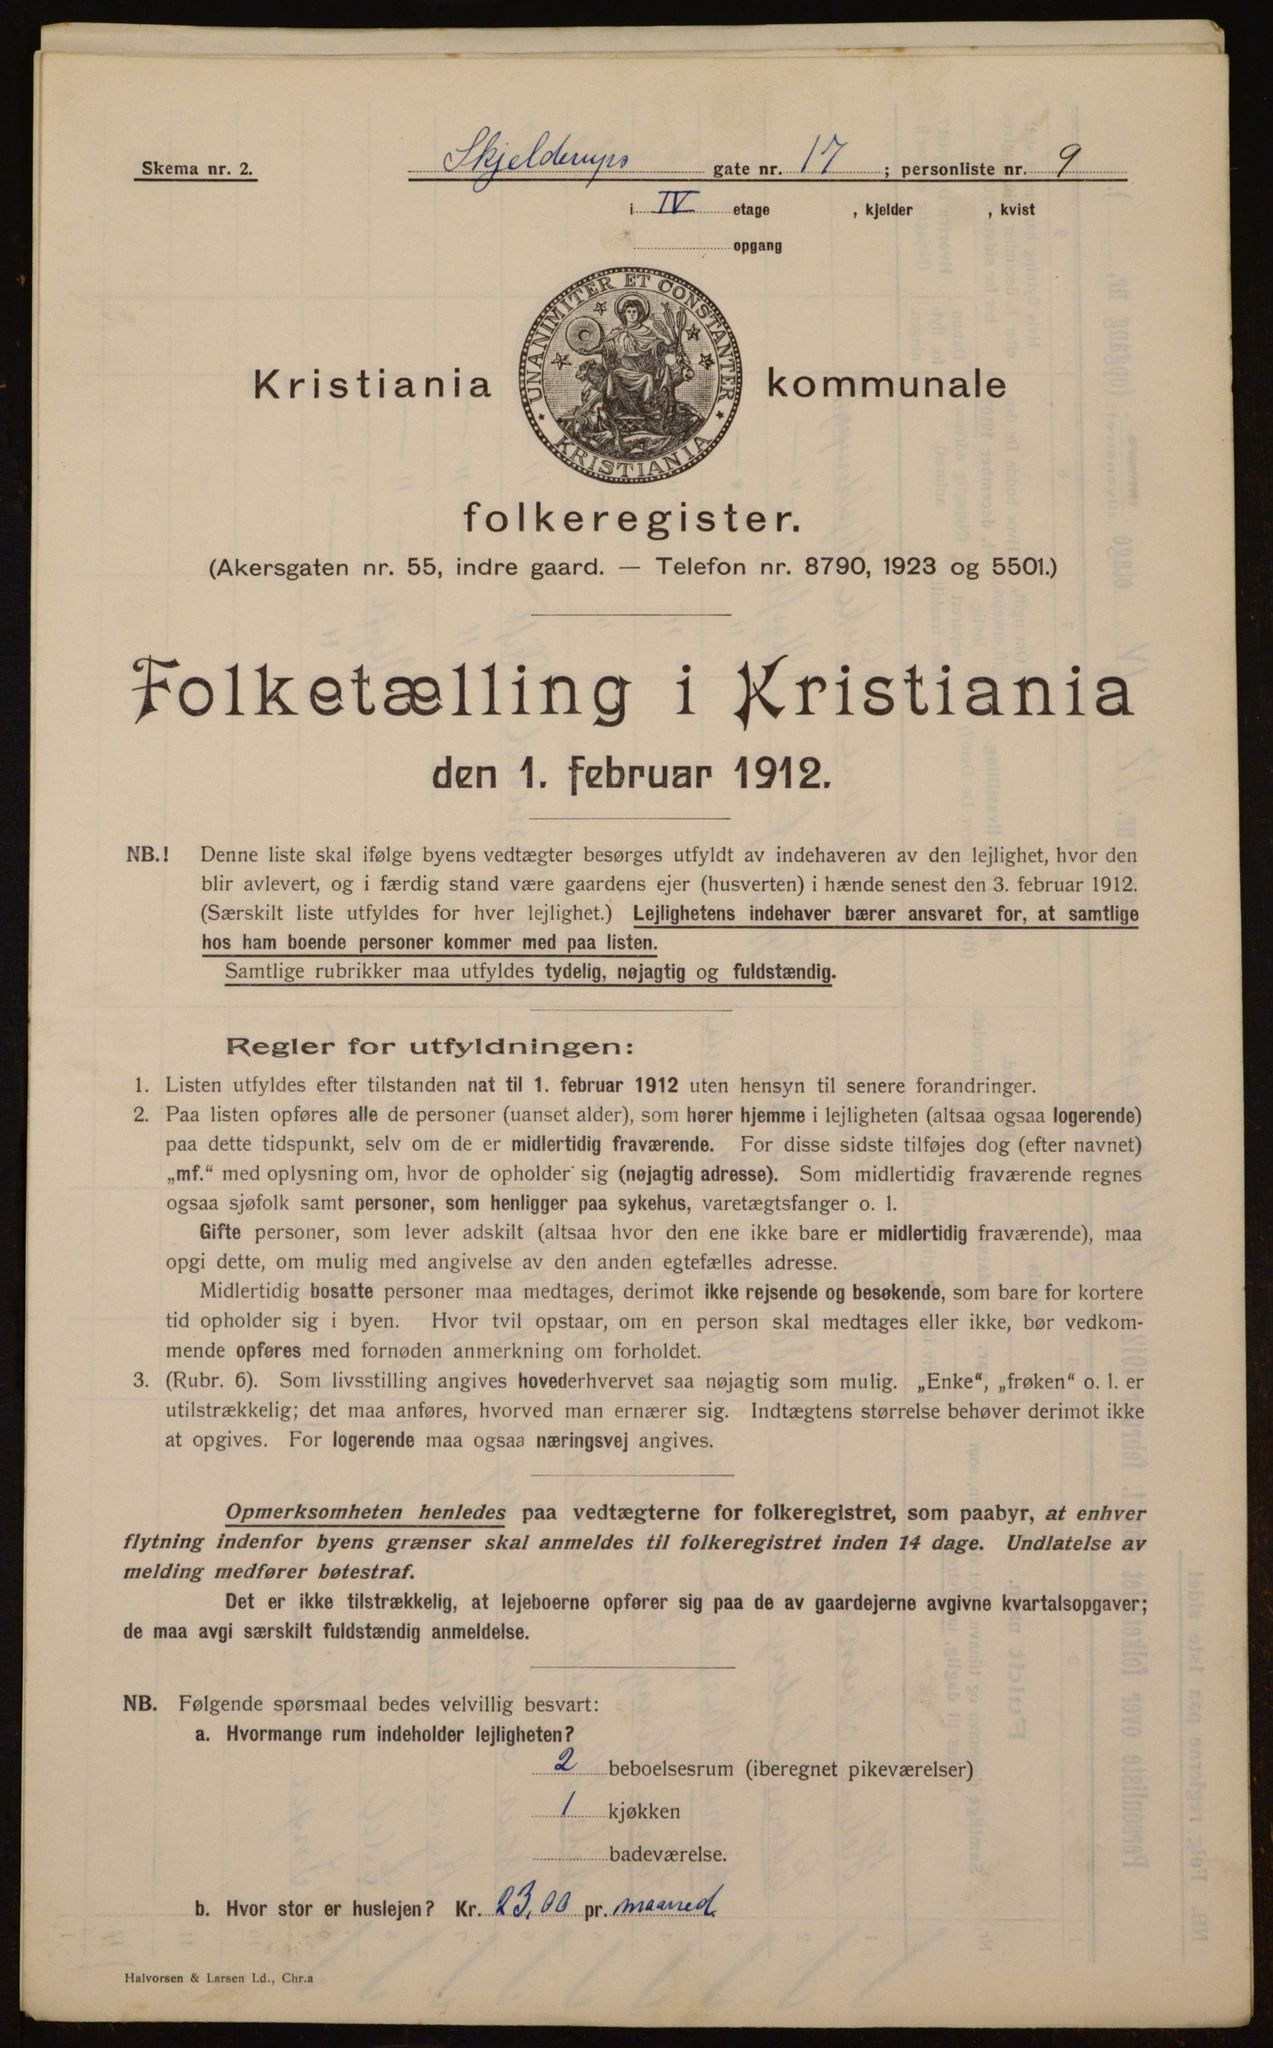 Skema nr. 2. Skjelderups gate nr. 17 ; personliste nr. 9
i IV etage , kjelder , kvist
opgang
UNANIMITER ET CONSTANTER
KRISTIANIA
Kristiania kommunale
folkeregister.
(Akersgaten nr. 55, indre gaard. — Telefon nr. 8790, 1923 og 5501.)
Folketælling i Kristiania
den 1. februar 1912.
NB.! Denne liste skal ifølge byens vedtægter besørges utfyldt av indehaveren av den lejlighet, hvor den
blir avlevert, og i færdig stand være gaardens ejer (husverten) i hænde senest den 3. februar 1912.
(Særskilt liste utfyldes for hver lejlighet.) Lejlighetens indehaver bærer ansvaret for, at samtlige
hos ham boende personer kommer med paa listen.
Samtlige rubrikker maa utfyldes tydelig, nøjagtig og fuldstændig.
Regler for utfyldningen:
1. Listen utfyldes efter tilstanden nat til 1. februar 1912 uten hensyn til senere forandringer.
2. Paa listen opføres alle de personer (uanset alder), som hører hjemme i lejligheten (altsaa ogsaa logerende)
paa dette tidspunkt, selv om de er midlertidig fraværende. For disse sidste tilføjes dog (efter navnet)
„mf.“ med oplysning om, hvor de opholder sig (nøjagtig adresse). Som midlertidig fraværende regnes
ogsaa sjøfolk samt personer, som henligger paa sykehus, varetægtsfanger o. l.
Gifte personer, som lever adskilt (altsaa hvor den ene ikke bare er midlertidig fraværende), maa
opgi dette, om mulig med angivelse av den anden egtefælles adresse.
Midlertidig bosatte personer maa medtages, derimot ikke rejsende og besøkende, som bare for kortere
tid opholder sig i byen. Hvor tvil opstaar, om en person skal medtages eller ikke, bør vedkom-
mende opføres med fornøden anmerkning om forholdet.
3. (Rubr. 6). Som livsstilling angives hovederhvervet saa nøjagtig som mulig. „Enke“, „frøken“ o. l. er
utilstrækkelig; det maa anføres, hvorved man ernærer sig. Indtægtens størrelse behøver derimot ikke
at opgives. For logerende maa ogsaa næringsvej angives.
Opmerksomheten henledes paa vedtægterne for folkeregistret, som paabyr, at enhver
flytning indenfor byens grænser skal anmeldes til folkeregistret inden 14 dage. Undlatelse av
melding medfører bøtestraf.
Det er ikke tilstrækkelig, at lejeboerne opfører sig paa de av gaardejerne avgivne kvartalsopgaver;
de maa avgi særskilt fuldstændig anmeldelse.
NB. Følgende spørsmaal bedes velvillig besvart:
a. Hvormange rum indeholder lejligheten?
2 beboelsesrum (iberegnet pikeværelser)
1 kjøkken
badeværelse.
b. Hvor stor er huslejen? Kr. 23,00 pr. maaned.
Halvorsen & Larsen Ld., Chr.a